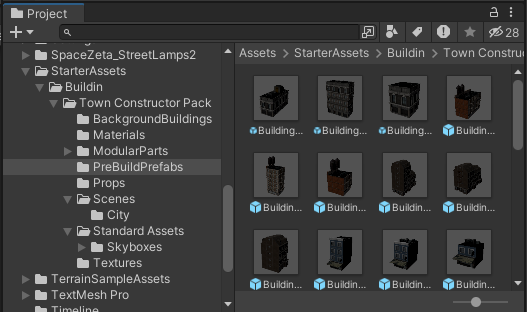 Project
28
SpaceZeta_StreetLamps2
StarterAssets
Buildin
Town Constructor Pack
BackgroundBuildings
Materials
ModularParts
PreBuildPrefabs
Props
Scenes
City
Standard Assets
Skyboxes
Textures
TerrainSampleAssets
TextMesh Pro
Timeline
Assets > StarterAssets > Buildin > Town Constru
Building... Building... Building... Buildin...
Buildin... Buildin... Buildin... Buildin...
Buildin... Buildin... Buildin... Buildin...